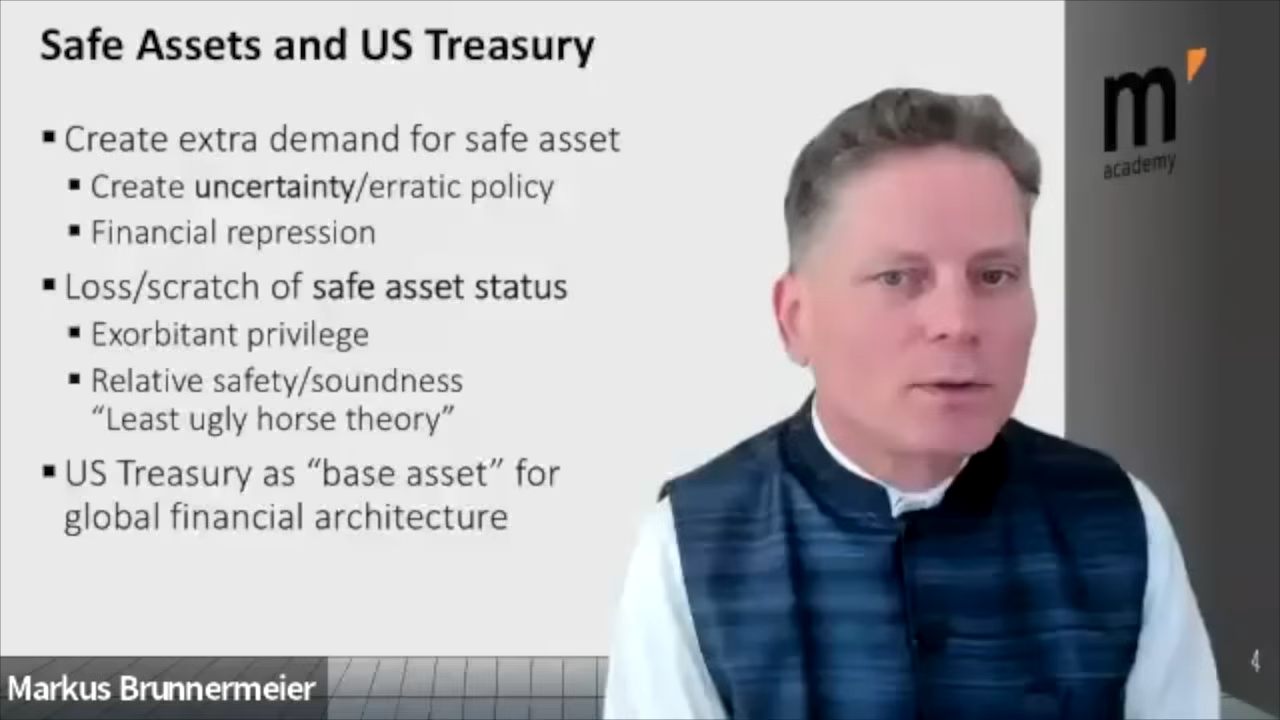 Safe Assets and US Treasury
▪ Create extra demand for safe asset
▪ Create uncertainty/erratic policy
▪ Financial repression
▪ Loss/scratch of safe asset status
▪ Exorbitant privilege
▪ Relative safety/soundness
“Least ugly horse theory”
▪ US Treasury as “base asset” for
global financial architecture
m'
academy
4
Markus Brunnermeier